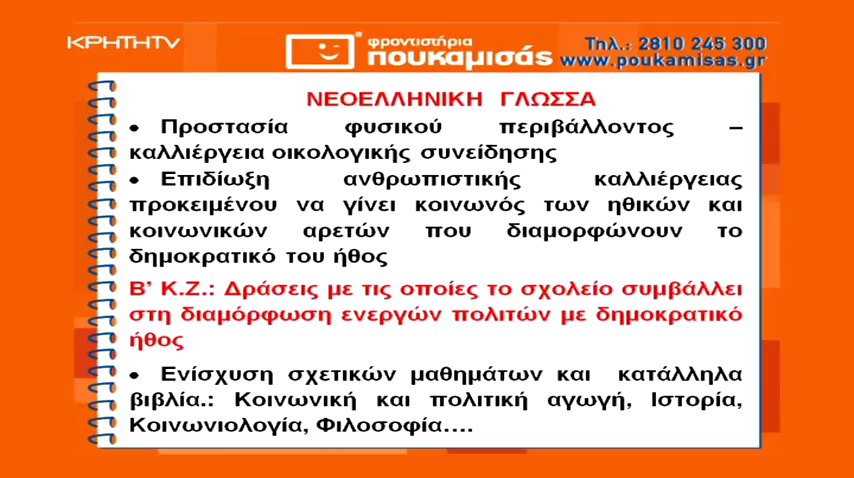 ΚΡΗΤΗTV
φροντιστήρια
πουκαμισάς
Τηλ.: 2810 245 300
www.poukamisas.gr
ΝΕΟΕΛΛΗΝΙΚΗ ΓΛΩΣΣΑ
• Προστασία φυσικού περιβάλλοντος –
καλλιέργεια οικολογικής συνείδησης
• Επιδίωξη ανθρωπιστικής καλλιέργειας
προκειμένου να γίνει κοινωνός των ηθικών και
κοινωνικών αρετών που διαμορφώνουν το
δημοκρατικό του ήθος
Β' Κ.Ζ.: Δράσεις με τις οποίες το σχολείο συμβάλλει
στη διαμόρφωση ενεργών πολιτών με δημοκρατικό
ήθος
• Ενίσχυση σχετικών μαθημάτων και κατάλληλα
βιβλία.: Κοινωνική και πολιτική αγωγή, Ιστορία,
Κοινωνιολογία, Φιλοσοφία….